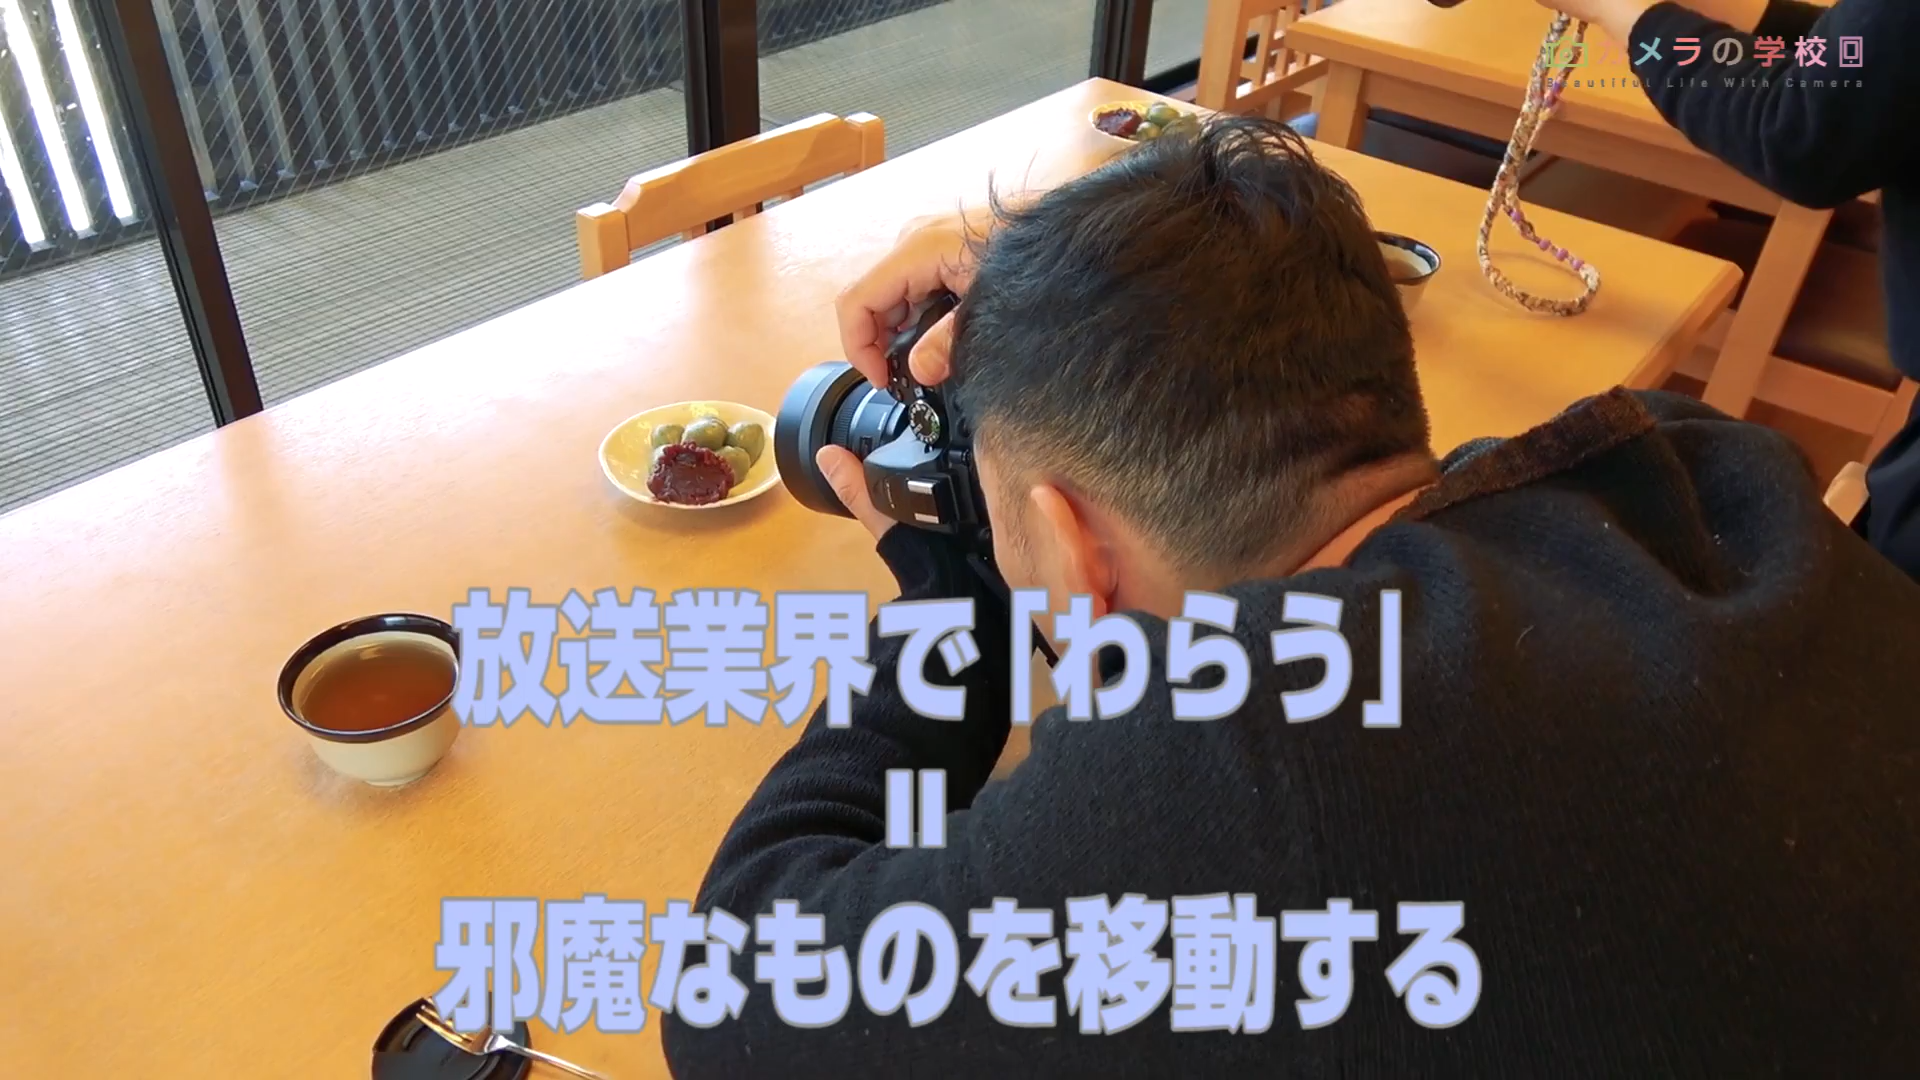 カメラの学校
Beautiful Life With Camera
放送業界で「わらう」
=
邪魔なものを移動する